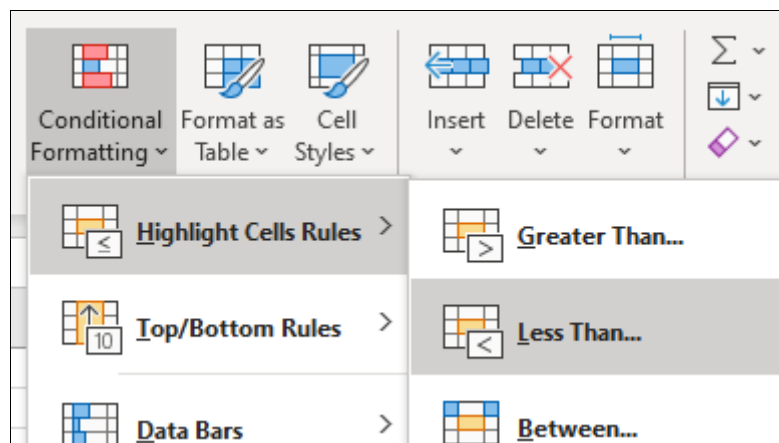 Conditional Formatting
Format as Table
Cell Styles
Insert
Delete
Format
Highlight Cells Rules
Greater Than...
Top/Bottom Rules
10
Less Than...
Data Bars
Between...